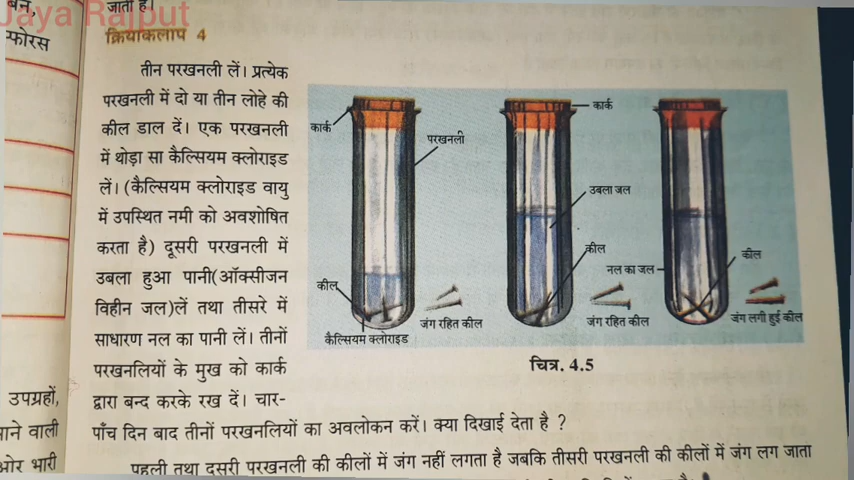 Jaya Rajput
जाता है।
फोरस
क्रियाकलाप 4
तीन परखनली लें। प्रत्येक
परखनली में दो या तीन लोहे की
कील डाल दें। एक परखनली
में थोड़ा सा कैल्सियम क्लोराइड
लें। (कैल्सियम क्लोराइड वायु
में उपस्थित नमी को अवशोषित
करता है) दूसरी परखनली में
उबला हुआ पानी(ऑक्सीजन
विहीन जल)लें तथा तीसरे में
साधारण नल का पानी लें। तीनों
परखनलियों के मुख को कार्क
द्वारा बन्द करके रख दें। चार-
पाँच दिन बाद तीनों परखनलियों का अवलोकन करें। क्या दिखाई देता है ?
पहली तथा दूसरी परखनली की कीलों में जंग नहीं लगता है जबकि तीसरी परखनली की कीलों में जंग लग जाता
कार्क
परखनली
कील
कैल्सियम क्लोराइड
जंग रहित कील
कार्क
उबला जल
कील
जंग रहित कील
नल का जल
कील
जंग लगी हुई कील
चित्र. 4.5
उपग्रहों,
वाली
ओर भारी